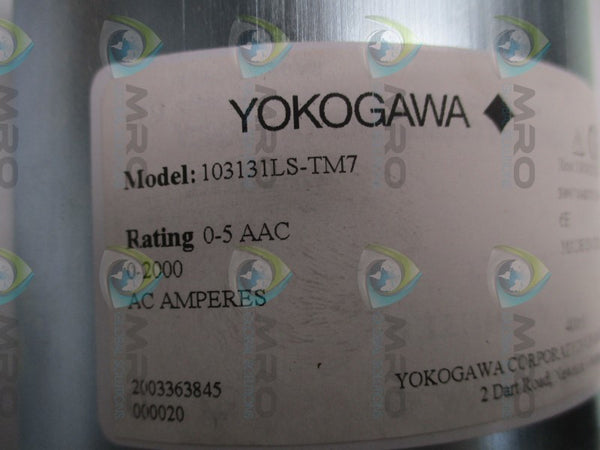 YOKOGAWA
Model: 103131LS-TM7
Rating 0-5 AAC
0-2000
AC AMPERES
2003363845
000020
YOKOGAWA CORPORATION
2 Dart Road,
MRO